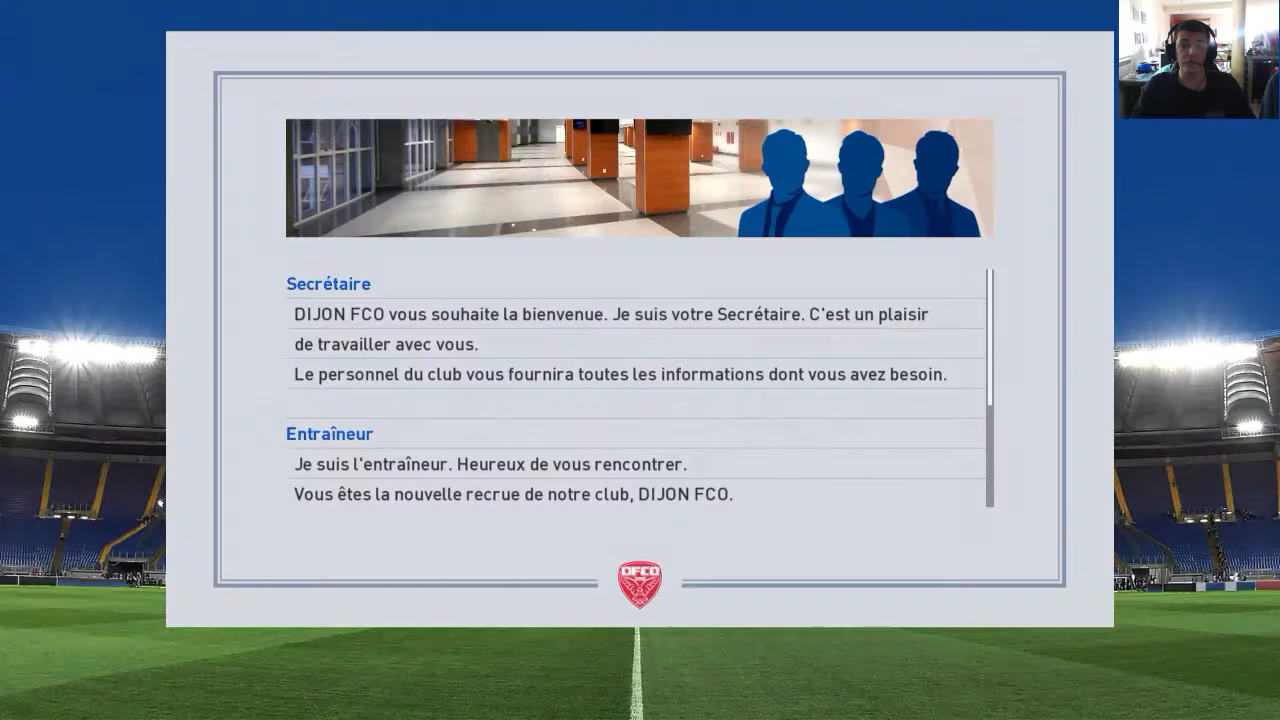 Secrétaire
DIJON FCO vous souhaite la bienvenue. Je suis votre Secrétaire. C'est un plaisir
de travailler avec vous.
Le personnel du club vous fournira toutes les informations dont vous avez besoin.
Entraîneur
Je suis l'entraîneur. Heureux de vous rencontrer.
Vous êtes la nouvelle recrue de notre club, DIJON FCO.
DFCO